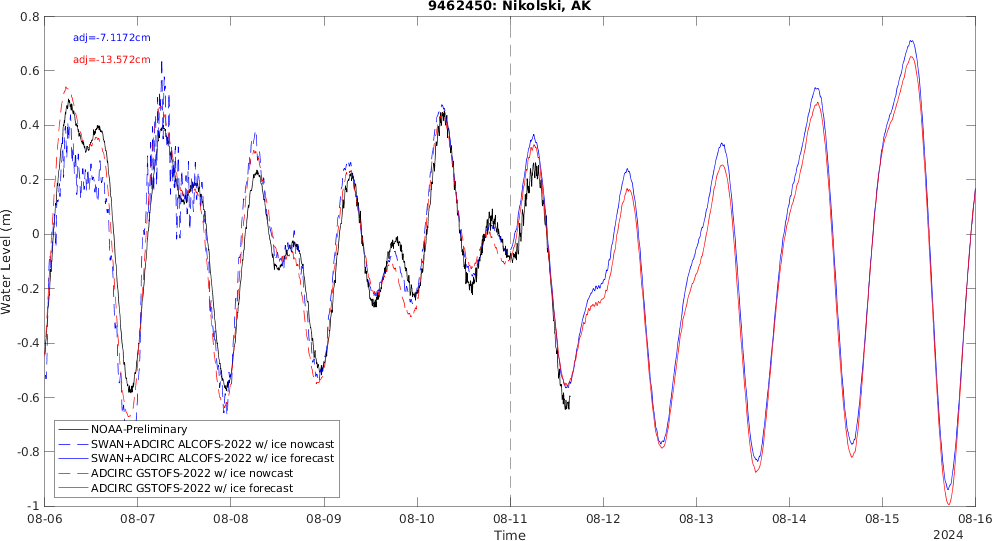 9462450: Nikolski, AK
adj=-7.1172cm
adj=-13.572cm
Water Level (m)
0.8
0.6
0.4
0.2
0
-0.2
-0.4
-0.6
-0.8
-1
NOAA-Preliminary
SWAN+ADCIRC ALCOFS-2022 w/ ice nowcast
SWAN+ADCIRC ALCOFS-2022 w/ ice forecast
ADCIRC GSTOFS-2022 w/ ice nowcast
ADCIRC GSTOFS-2022 w/ ice forecast
08-06 08-07 08-08 08-09 08-10 08-11 08-12 08-13 08-14 08-15 08-16
Time
2024